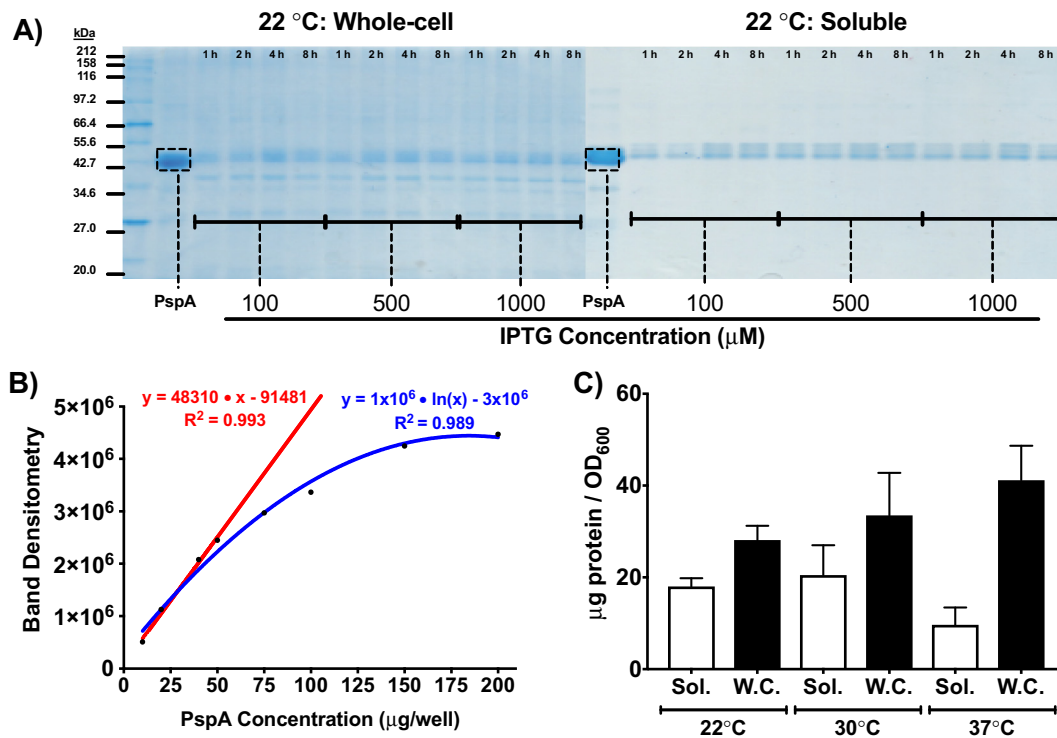 A)
22 °C: Whole-cell
22 °C: Soluble
kDa
212
158
116
97.2
66.4
55.6
42.7
34.6
27.0
20.0
1 h 2 h 4 h 8 h 1 h 2 h 4 h 8 h 1 h 2 h 4 h 8 h
1 h 2 h 4 h 8 h 1 h 2 h 4 h 8 h 1 h 2 h 4 h 8 h
PspA 100 500 1000 PspA 100 500 1000
IPTG Concentration (μM)
B)
y = 48310 • x - 91481
R² = 0.993
y = 1x10⁶ • ln(x) - 3x10⁶
R² = 0.989
Band Densitometry
5×10⁶
4×10⁶
3×10⁶
2×10⁶
1×10⁶
0
0 25 50 75 100 125 150 175 200
PspA Concentration (μg/well)
C)
μg protein / OD₆₀₀
60
40
20
0
Sol. W.C. Sol. W.C. Sol. W.C.
22°C 30°C 37°C